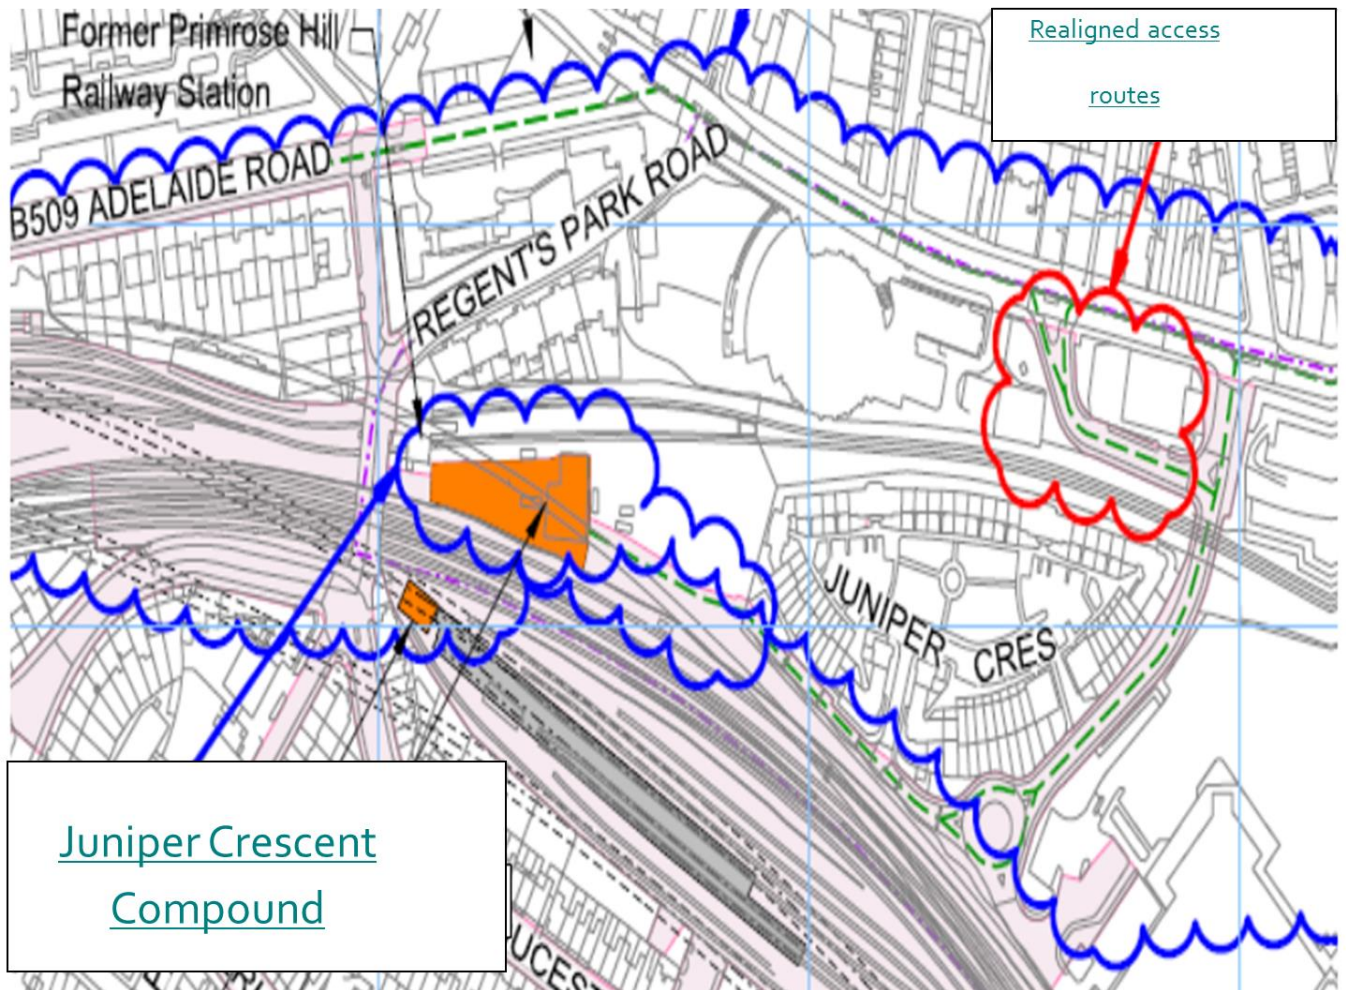 Former Primrose Hill
Railway Station
Realigned access
routes
B509 ADELAIDE ROAD
REGENT'S PARK ROAD
JUNIPER CRES
Juniper Crescent
Compound